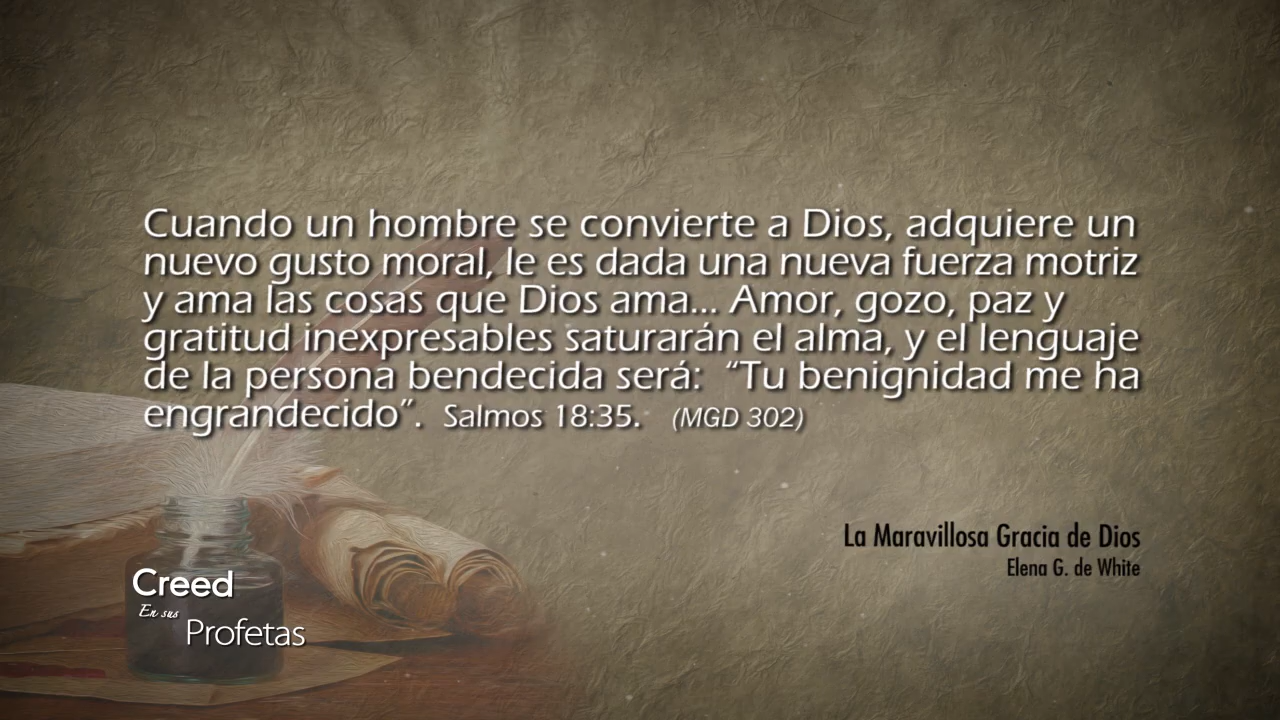 Cuando un hombre se convierte a Dios, adquiere un
nuevo gusto moral, le es dada una nueva fuerza motriz
y ama las cosas que Dios ama... Amor, gozo, paz y
gratitud inexpresables saturarán el alma, y el lenguaje
de la persona bendecida será: “Tu benignidad me ha
engrandecido”. Salmos 18:35. (MGD 302)
La Maravillosa Gracia de Dios
Elena G. de White
Creed
En sus
Profetas